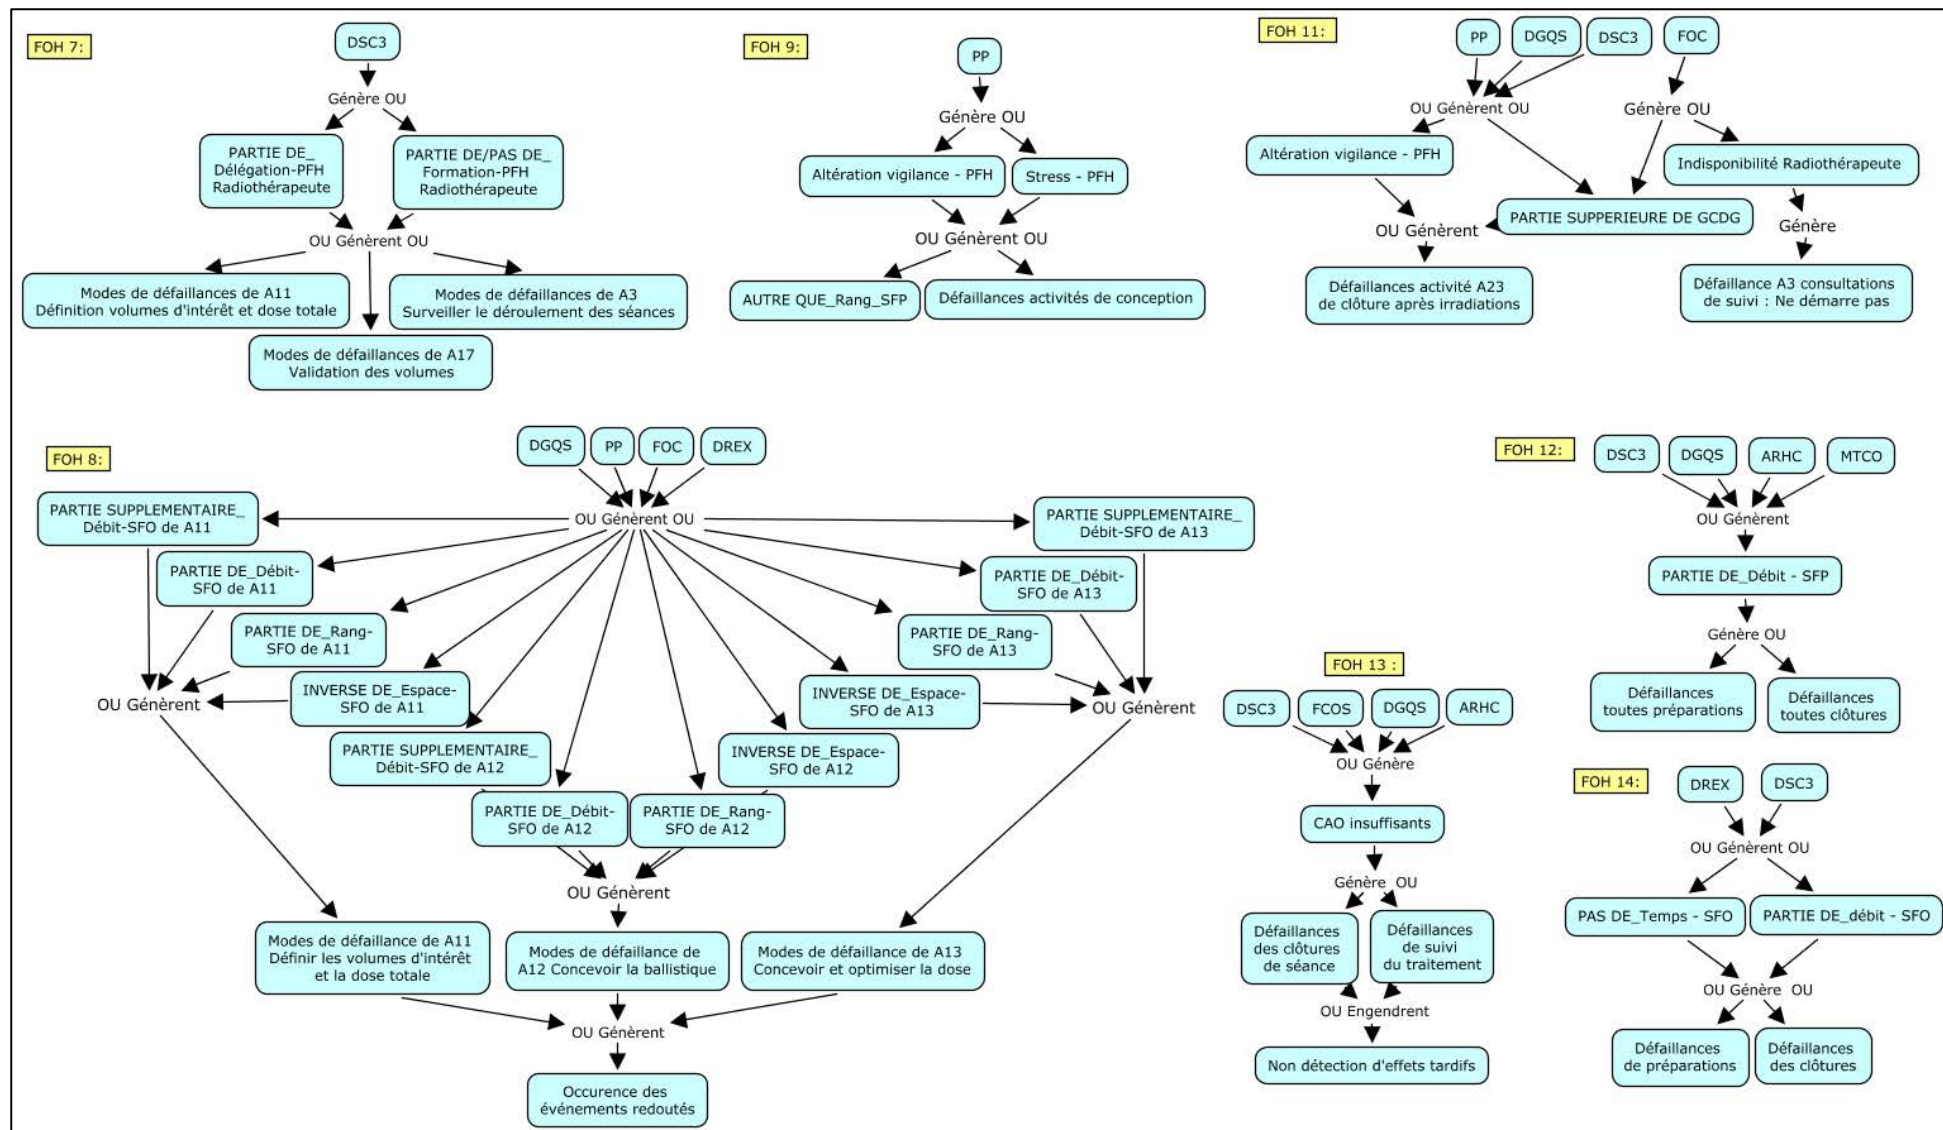 FOH 7:
DSC3
Génère OU
PARTIE DE_
Délégation-PFH
Radiothérapeute
PARTIE DE/PAS DE_
Formation-PFH
Radiothérapeute
OU Génèrent OU
Modes de défaillances de A11
Définition volumes d'intérêt et dose totale
Modes de défaillances de A3
Surveiller le déroulement des séances
Modes de défaillances de A17
Validation des volumes
FOH 9:
PP
Génère OU
Altération vigilance - PFH
Stress - PFH
OU Génèrent OU
AUTRE QUE_Rang_SFP
Défaillances activités de conception
FOH 11:
PP
DGQS
DSC3
FOC
OU Génèrent OU
Génère OU
Altération vigilance - PFH
Indisponibilité Radiothérapeute
PARTIE SUPPERIEURE DE GCDG
OU Génèrent
Génère
Défaillances activité A23
de clôture après irradiations
Défaillance A3 consultations
de suivi : Ne démarre pas
FOH 8:
DGQS
PP
FOC
DREX
OU Génèrent OU
PARTIE SUPPLEMENTAIRE_
Débit-SFO de A11
PARTIE SUPPLEMENTAIRE_
Débit-SFO de A13
PARTIE DE_Débit-
SFO de A11
PARTIE DE_Débit-
SFO de A13
PARTIE DE_Rang-
SFO de A11
PARTIE DE_Rang-
SFO de A13
INVERSE DE_Espace-
SFO de A11
INVERSE DE_Espace-
SFO de A13
OU Génèrent
OU Génèrent
PARTIE SUPPLEMENTAIRE_
Débit-SFO de A12
INVERSE DE_Espace-
SFO de A12
PARTIE DE_Débit-
SFO de A12
PARTIE DE_Rang-
SFO de A12
OU Génèrent
Modes de défaillance de A11
Définir les volumes d'intérêt
et la dose totale
Modes de défaillance de
A12 Concevoir la ballistique
Modes de défaillance de A13
Concevoir et optimiser la dose
OU Génèrent
Occurence des
événements redoutés
FOH 13 :
DSC3
FCOS
DGQS
ARHC
OU Génère
CAO insuffisants
Génère OU
Défaillances
des clôtures
de séance
Défaillances
de suivi
du traitement
OU Engendrent
Non détection d'effets tardifs
FOH 12:
DSC3
DGQS
ARHC
MTCO
OU Génèrent
PARTIE DE_Débit - SFP
Génère OU
Défaillances
toutes préparations
Défaillances
toutes clôtures
FOH 14:
DREX
DSC3
OU Génèrent OU
PAS DE_Temps - SFO
PARTIE DE_débit - SFO
OU Génère OU
Défaillances
de préparations
Défaillances
des clôtures